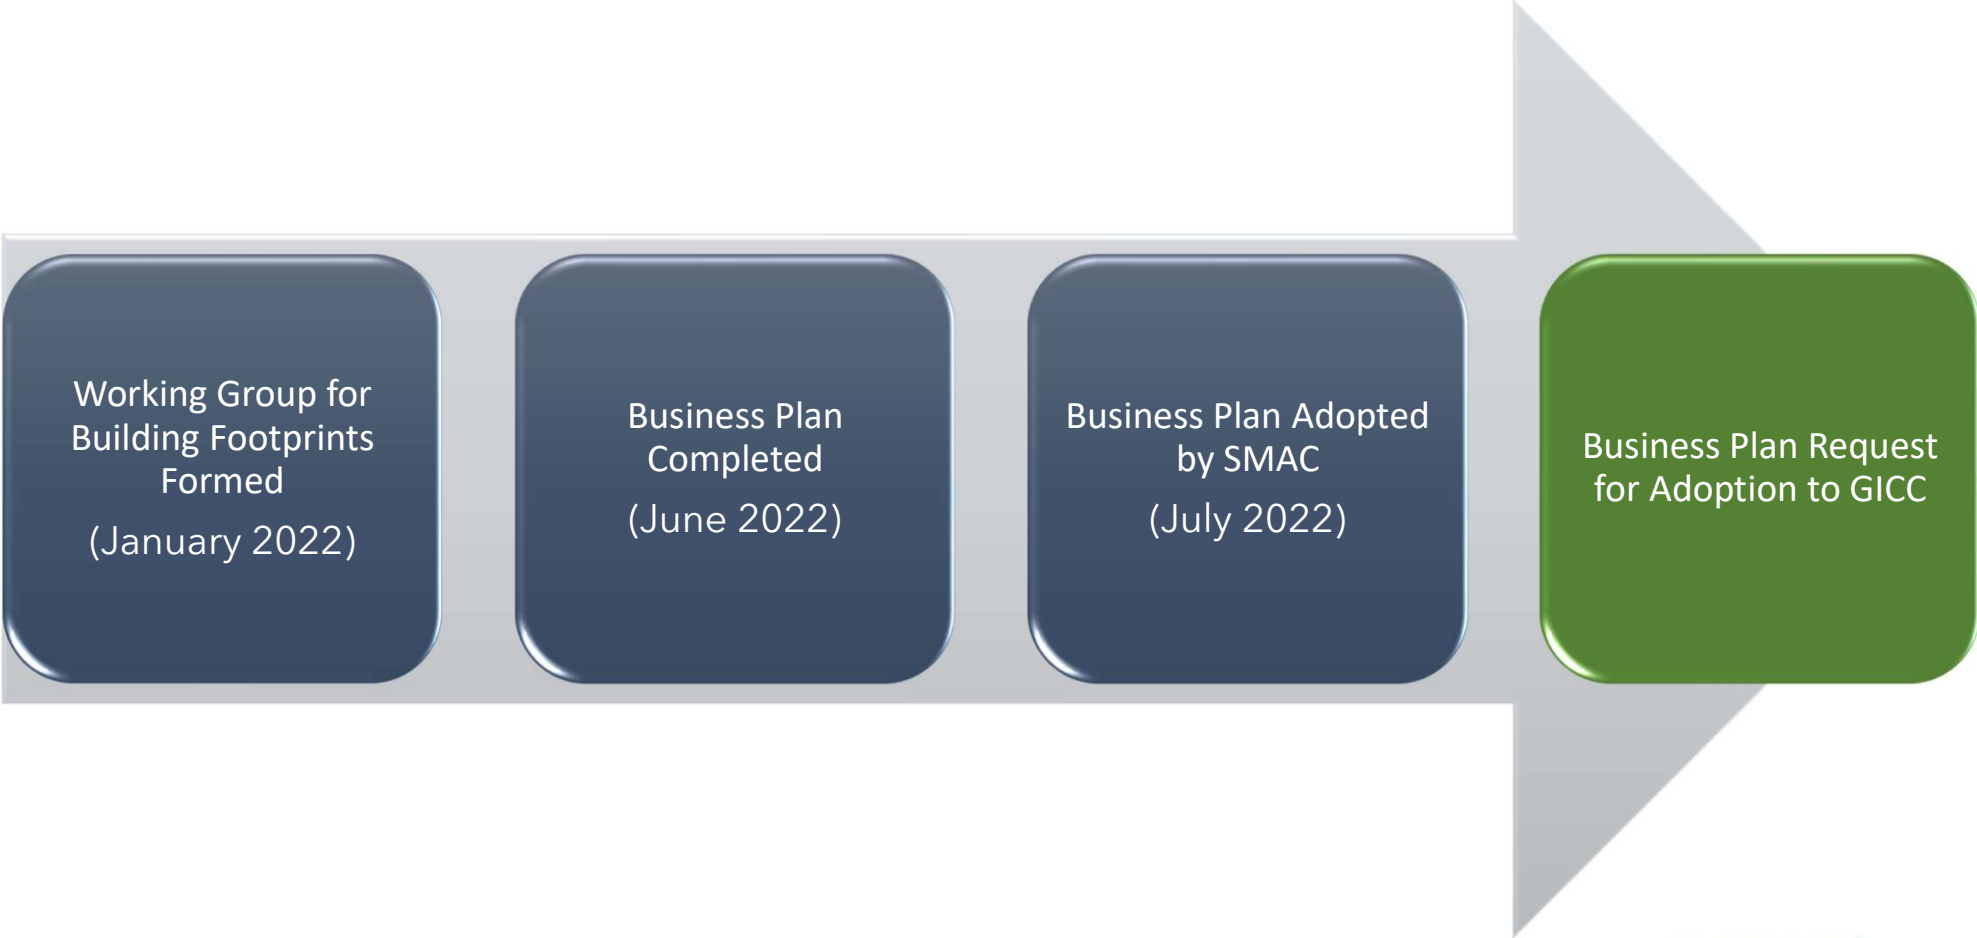 Working Group for
Building Footprints
Formed
(January 2022)
Business Plan
Completed
(June 2022)
Business Plan Adopted
by SMAC
(July 2022)
Business Plan Request
for Adoption to GICC